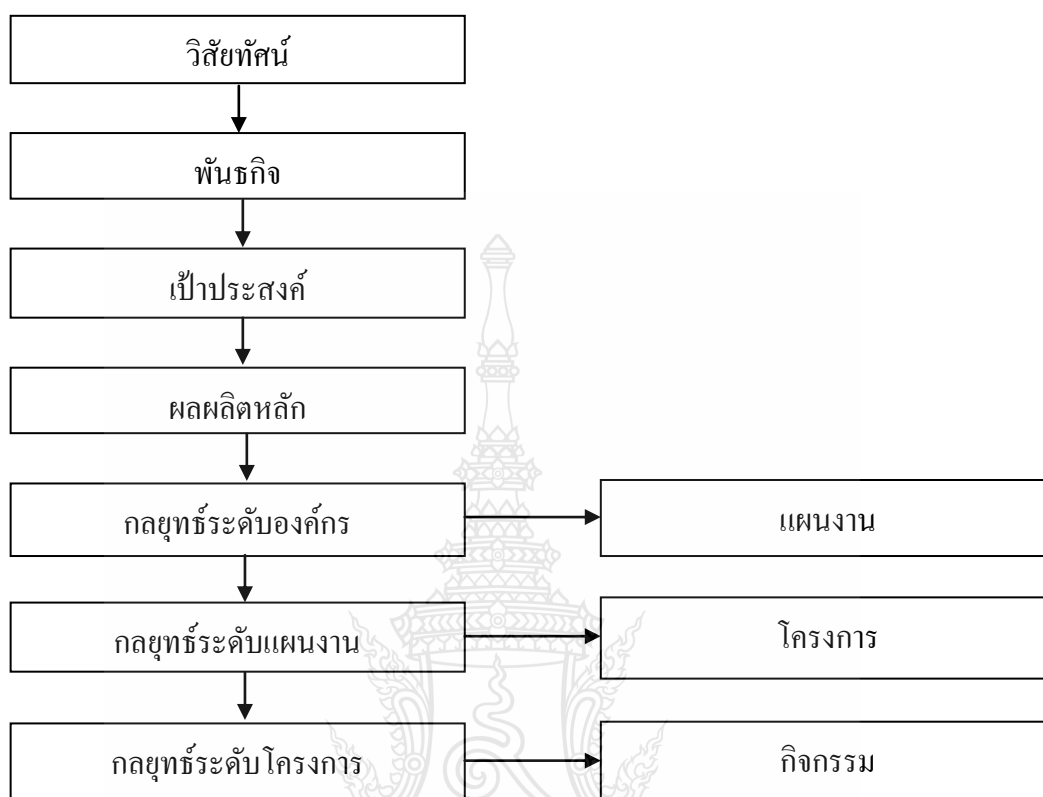 วิสัยทัศน์
พันธกิจ
เป้าประสงค์
ผลผลิตหลัก
กลยุทธ์ระดับองค์กร
แผนงาน
กลยุทธ์ระดับแผนงาน
โครงการ
กลยุทธ์ระดับโครงการ
กิจกรรม